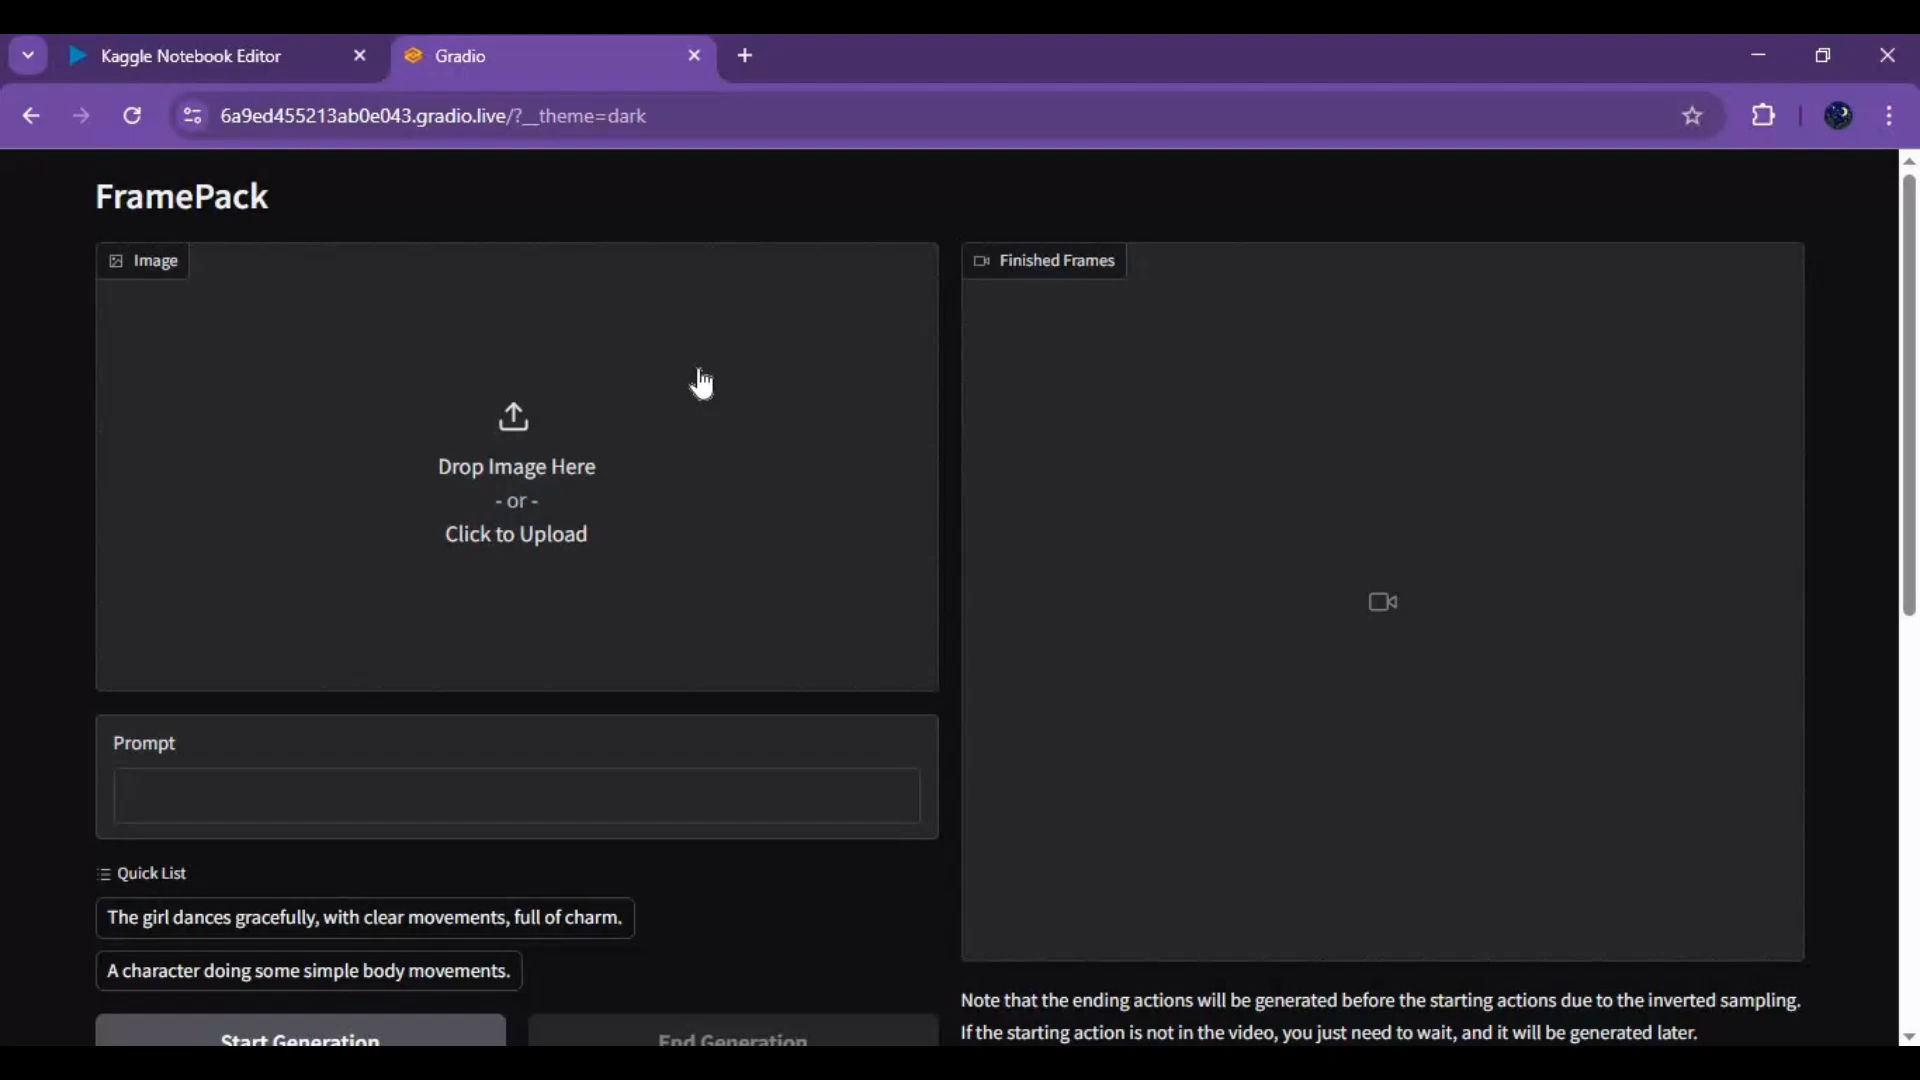 Kaggle Notebook Editor
Gradio
6a9ed455213ab0e043.gradio.live/?__theme=dark
FramePack
Image
Drop Image Here
- or -
Click to Upload
Prompt
Quick List
The girl dances gracefully, with clear movements, full of charm.
A character doing some simple body movements.
Start Generation
End Generation
Finished Frames
Note that the ending actions will be generated before the starting actions due to the inverted sampling.
If the starting action is not in the video, you just need to wait, and it will be generated later.